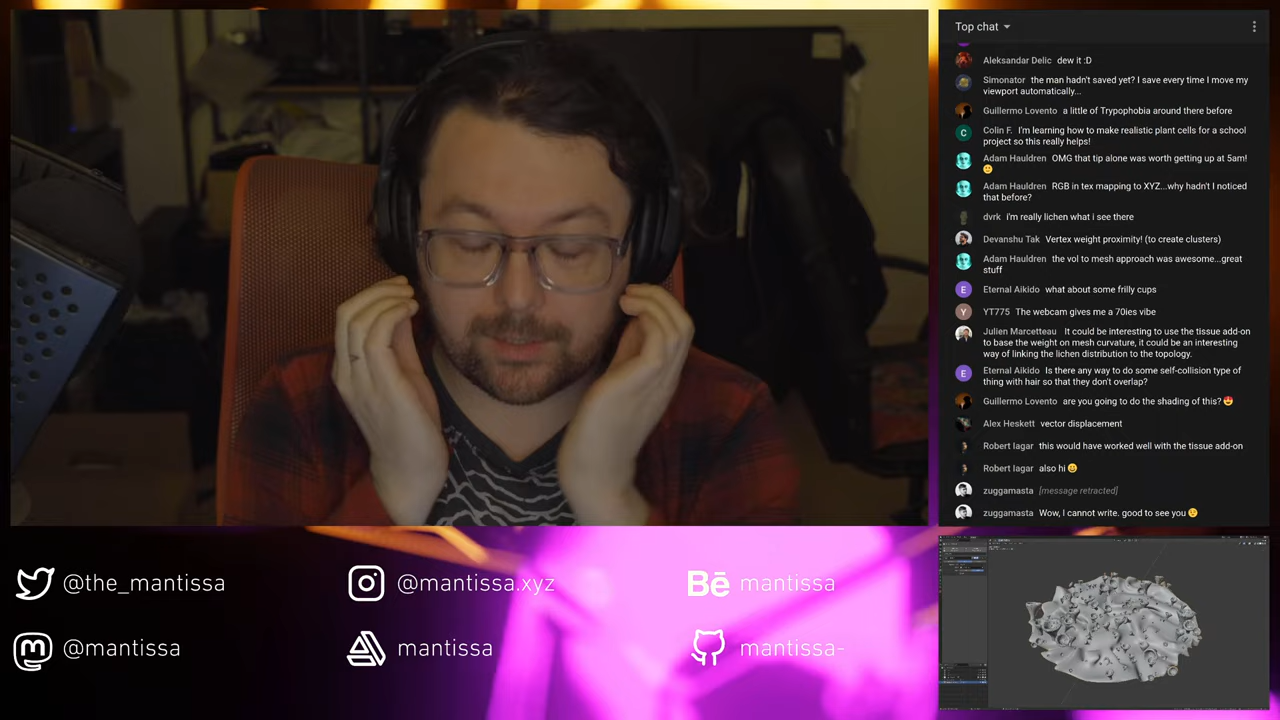 Top chat
Aleksandar Delic dew it :D
Simonator the man hadn't saved yet? I save every time I move my
viewport automatically...
Guillermo Lovento a little of Trypophobia around there before
C
Colin F. I'm learning how to make realistic plant cells for a school
project so this really helps!
Adam Hauldren OMG that tip alone was worth getting up at 5am!
Adam Hauldren RGB in tex mapping to XYZ...why hadn't I noticed
that before?
dvrk i'm really lichen what i see there
Devanshu Tak Vertex weight proximity! (to create clusters)
Adam Hauldren the vol to mesh approach was awesome...great
stuff
E
Eternal Aikido what about some frilly cups
Y
YT775 The webcam gives me a 70ies vibe
Julien Marcetteau It could be interesting to use the tissue add-on
to base the weight on mesh curvature, it could be an interesting
way of linking the lichen distribution to the topology.
E
Eternal Aikido Is there any way to do some self-collision type of
thing with hair so that they don't overlap?
Guillermo Lovento are you going to do the shading of this? 😍
Alex Heskett vector displacement
Robert Iagar this would have worked well with the tissue add-on
Robert Iagar also hi 😀
zuggamasta [message retracted]
zuggamasta Wow, I cannot write. good to see you
@the_mantissa
@mantissa.xyz
Bē mantissa
@mantissa
mantissa
mantissa-